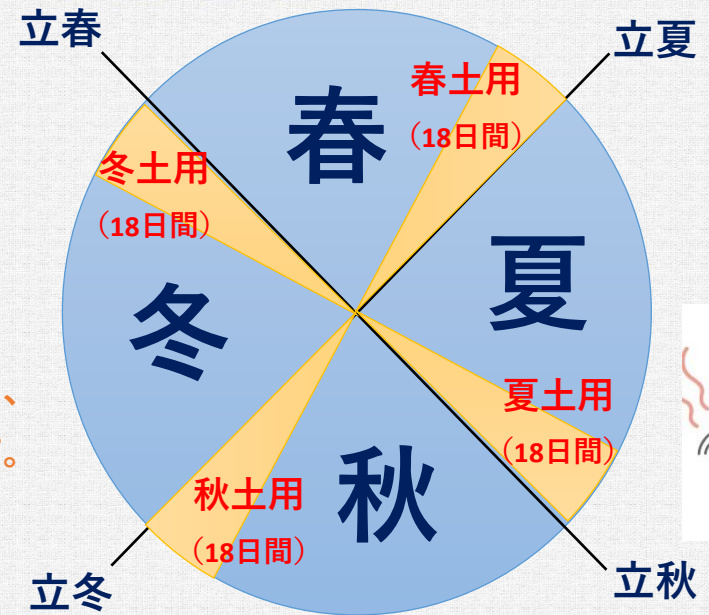 立春
立夏
春土用
（18日間）
春
冬土用
（18日間）
夏
冬
夏土用
（18日間）
秋土用
（18日間）
秋
立冬
立秋
、
。